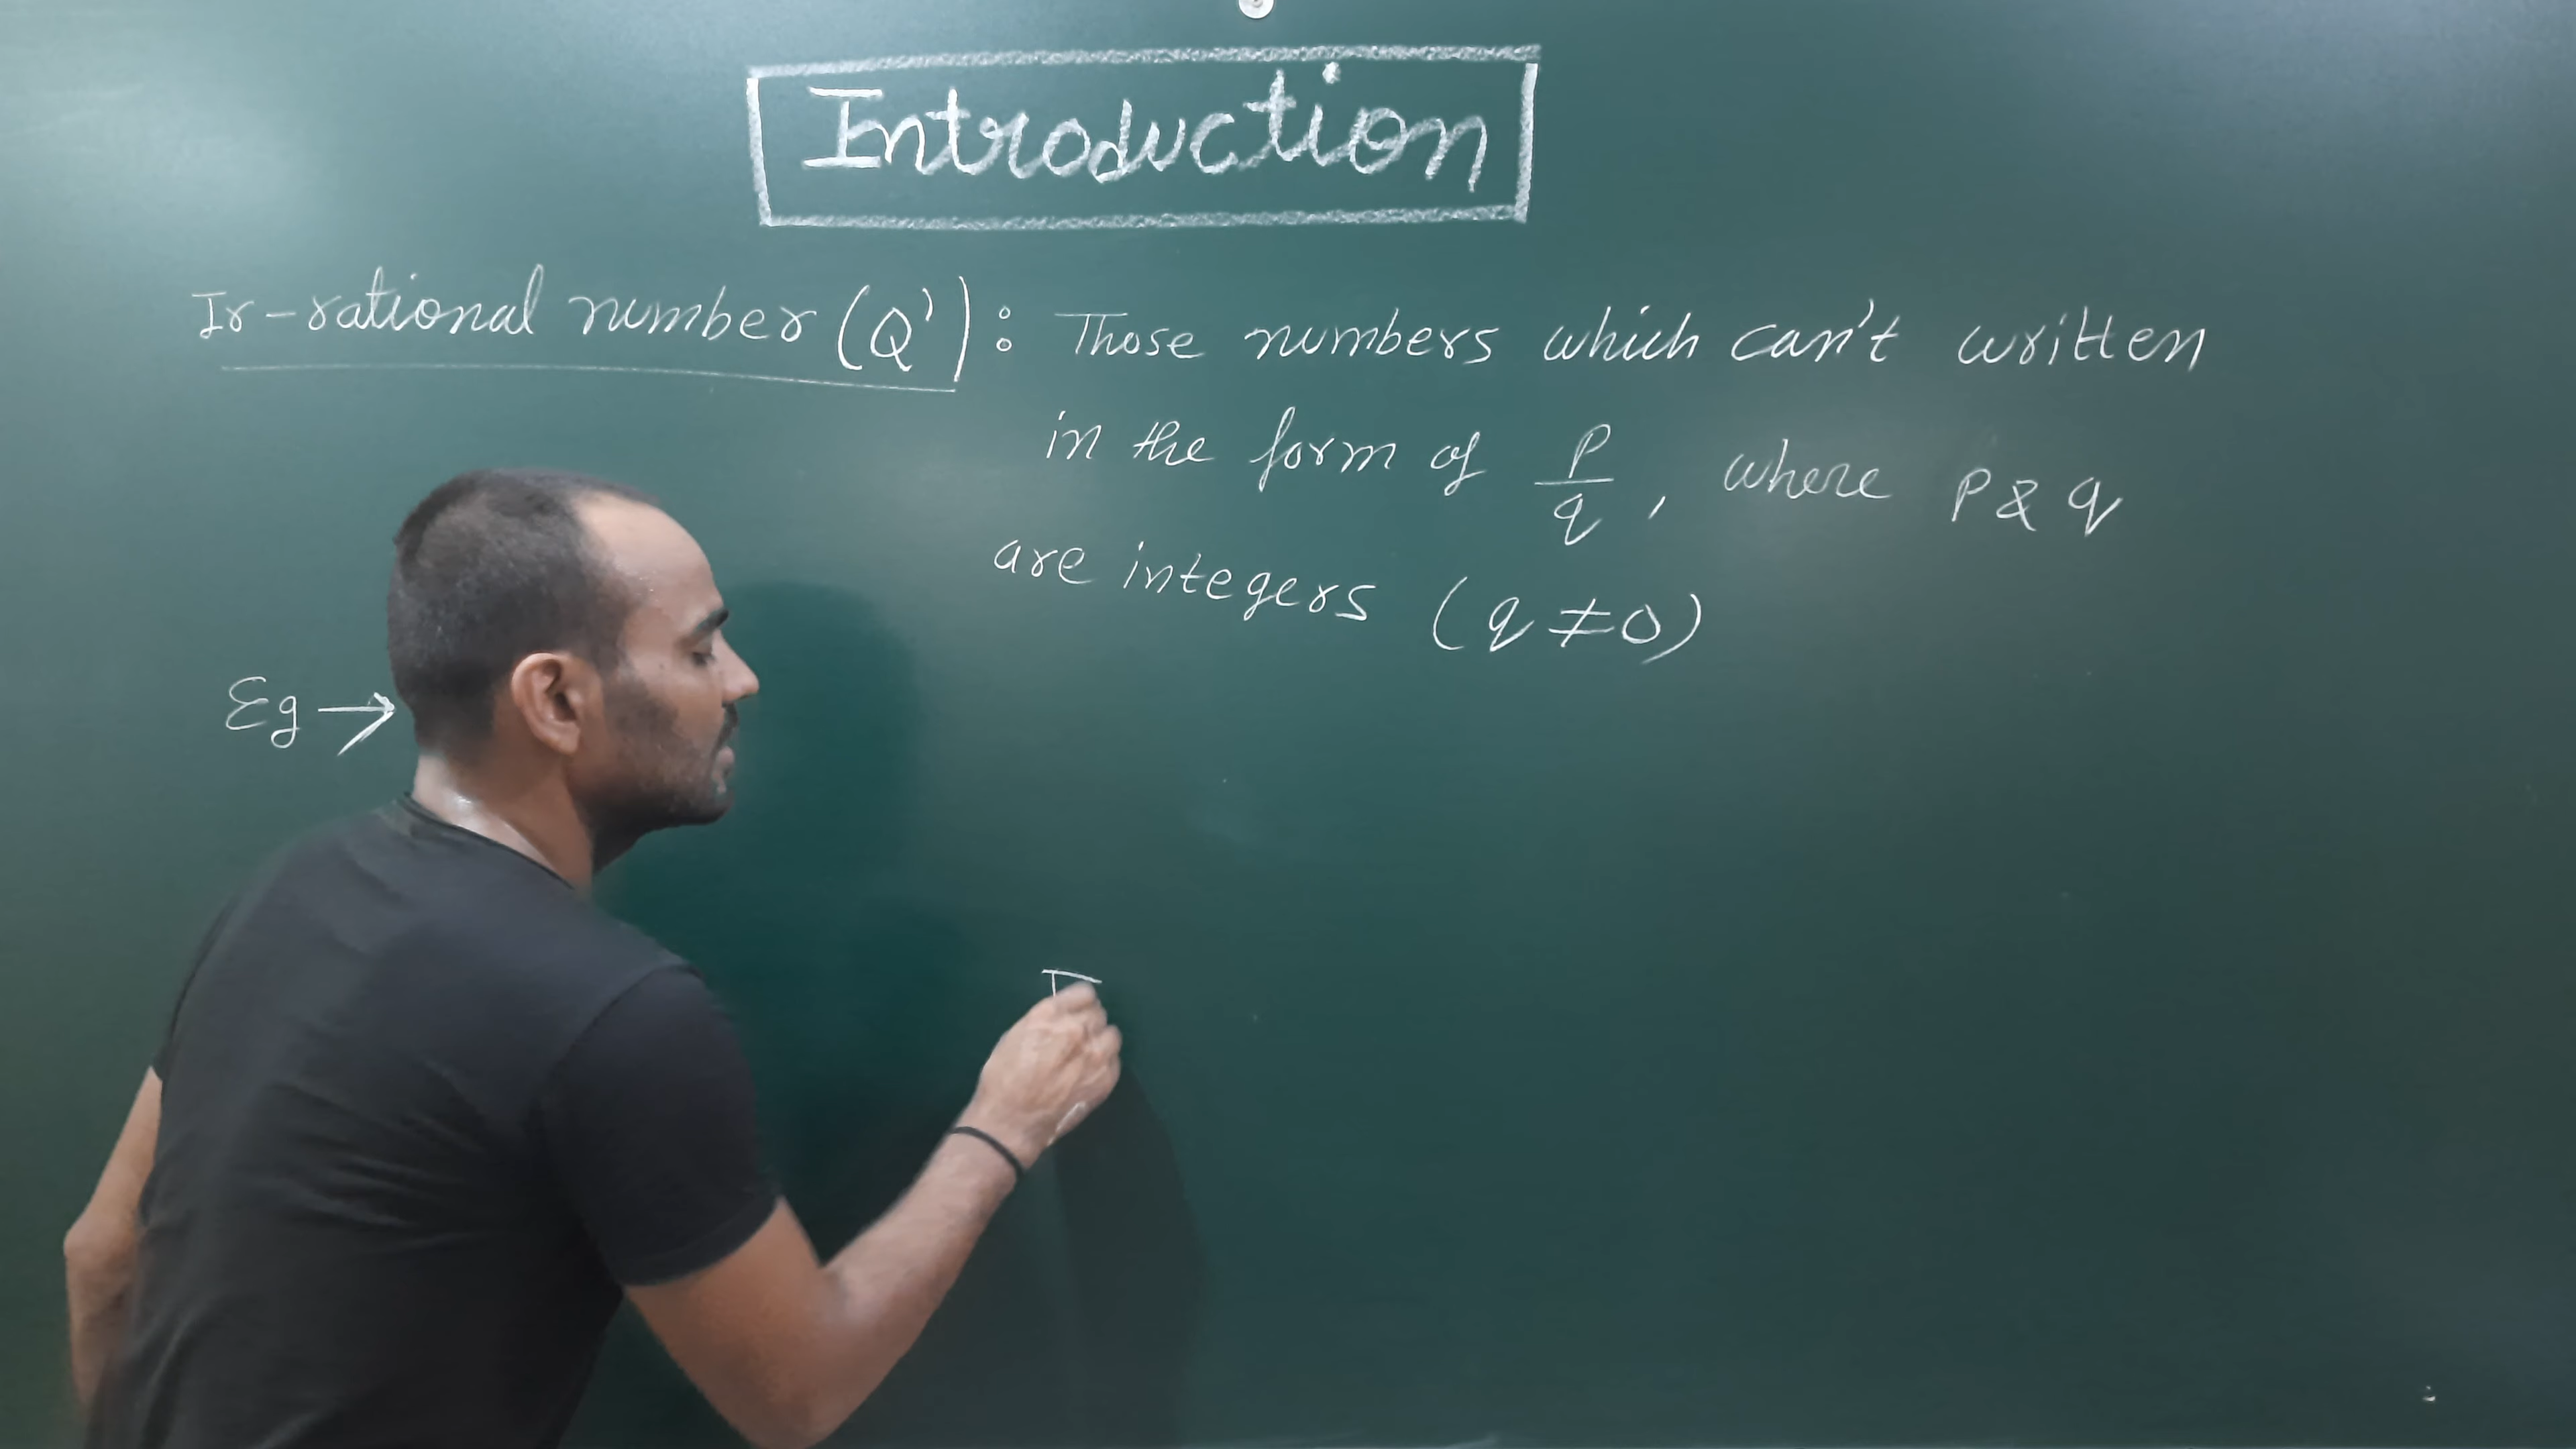 Introduction
Ir-rational number (Q'): Those numbers which can't written
in the form of p/q, where p & q
are integers (q ≠ 0)
Eg →